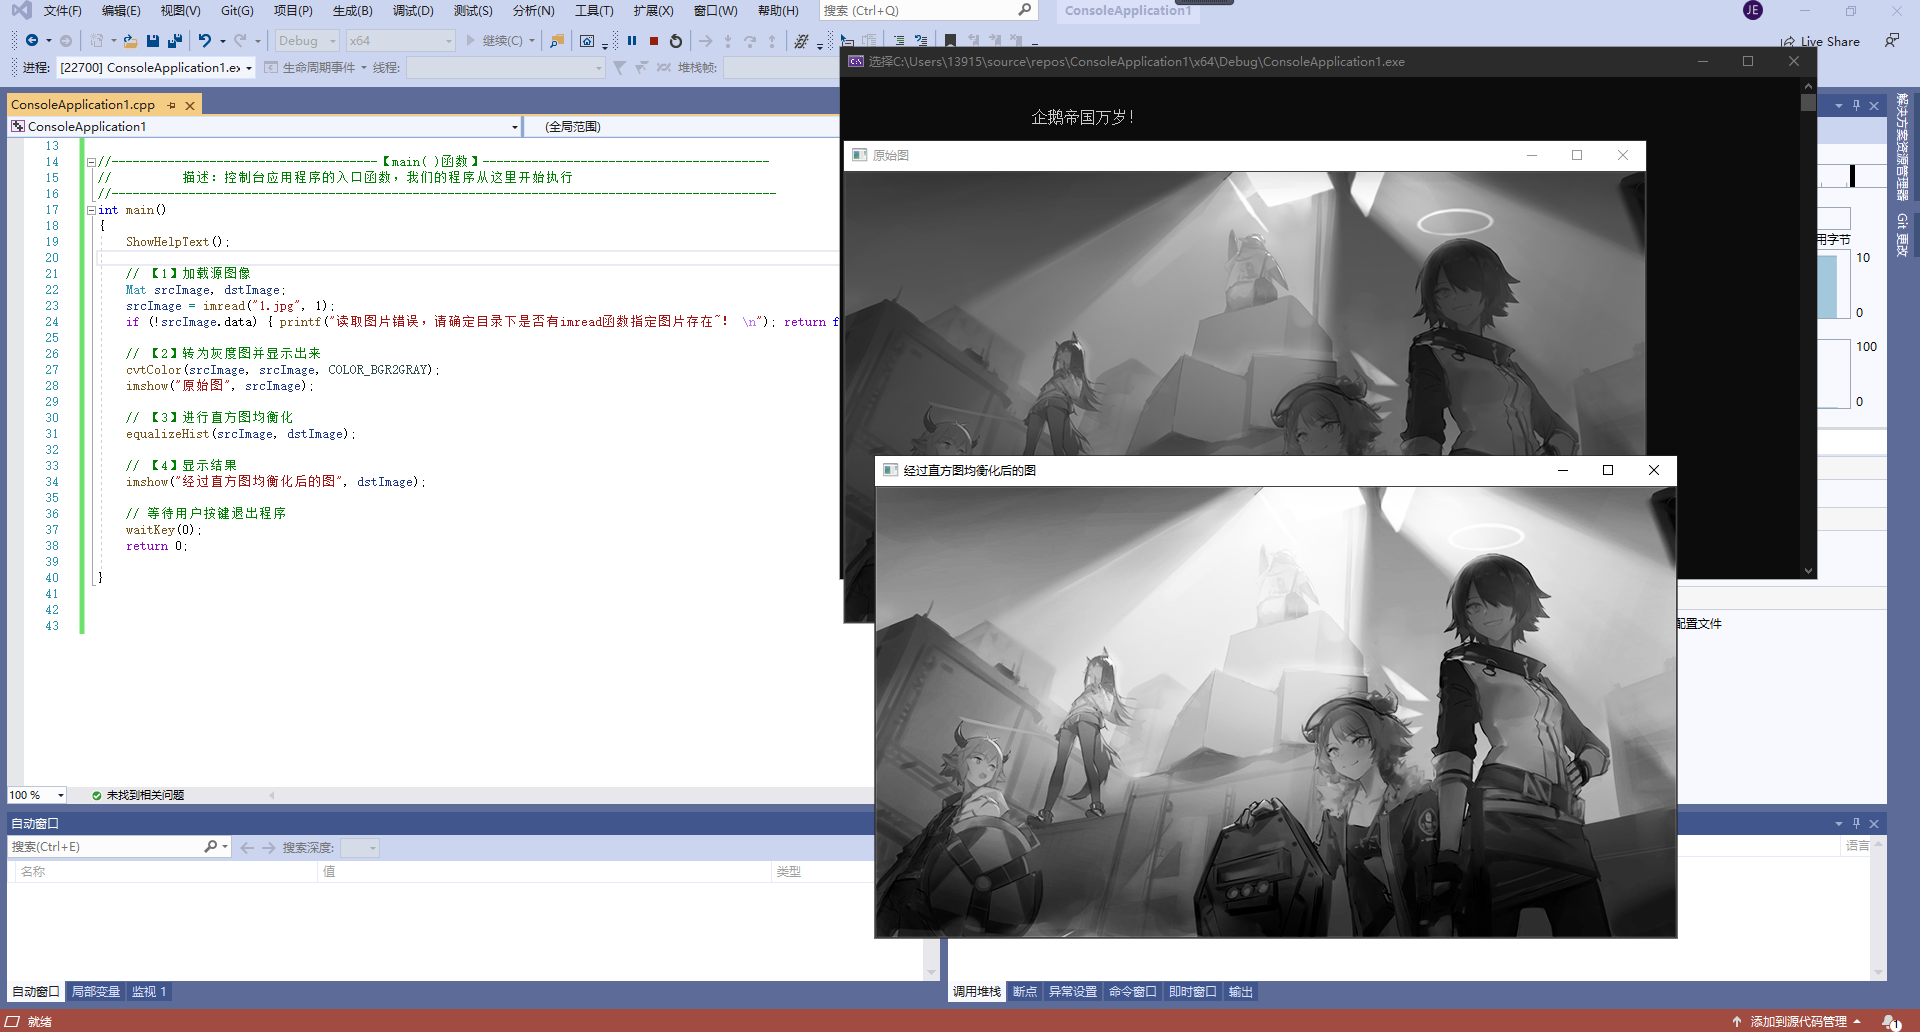 文件(F) 编辑(E) 视图(V) Git(G) 项目(P) 生成(B) 调试(D) 测试(S) 分析(N) 工具(T) 扩展(X) 窗口(W) 帮助(H) 搜索 (Ctrl+Q) ConsoleApplication1 JE
Debug x64 继续(C) Live Share
进程: [22700] ConsoleApplication1.e 生命周期事件 线程: 堆栈帧:
选择C:\Users\13915\source\repos\ConsoleApplication1\x64\Debug\ConsoleApplication1.exe
企鹅帝国万岁!
原始图
经过直方图均衡化后的图
ConsoleApplication1.cpp
ConsoleApplication1 (全局范围)
13
14 //--------------------------------------【main( )函数】-----------------------------------------
15 // 描述：控制台应用程序的入口函数，我们的程序从这里开始执行
16 //-----------------------------------------------------------------------------------------------
17 int main()
18 {
19 ShowHelpText();
20
21 // 【1】加载源图像
22 Mat srcImage, dstImage;
23 srcImage = imread("1.jpg", 1);
24 if (!srcImage.data) { printf("读取图片错误，请确定目录下是否有imread函数指定图片存在~！ \n"); return f
25
26 // 【2】转为灰度图并显示出来
27 cvtColor(srcImage, srcImage, COLOR_BGR2GRAY);
28 imshow("原始图", srcImage);
29
30 // 【3】进行直方图均衡化
31 equalizeHist(srcImage, dstImage);
32
33 // 【4】显示结果
34 imshow("经过直方图均衡化后的图", dstImage);
35
36 // 等待用户按键退出程序
37 waitKey(0);
38 return 0;
39
40 }
41
42
43
100 % 未找到相关问题
用字节
10
0
100
0
配置文件
解决方案资源管理器
Git 更改
自动窗口
搜索(Ctrl+E) 搜索深度:
名称 值 类型
语言
自动窗口 局部变量 监视 1
调用堆栈 断点 异常设置 命令窗口 即时窗口 输出
就绪 添加到源代码管理 1